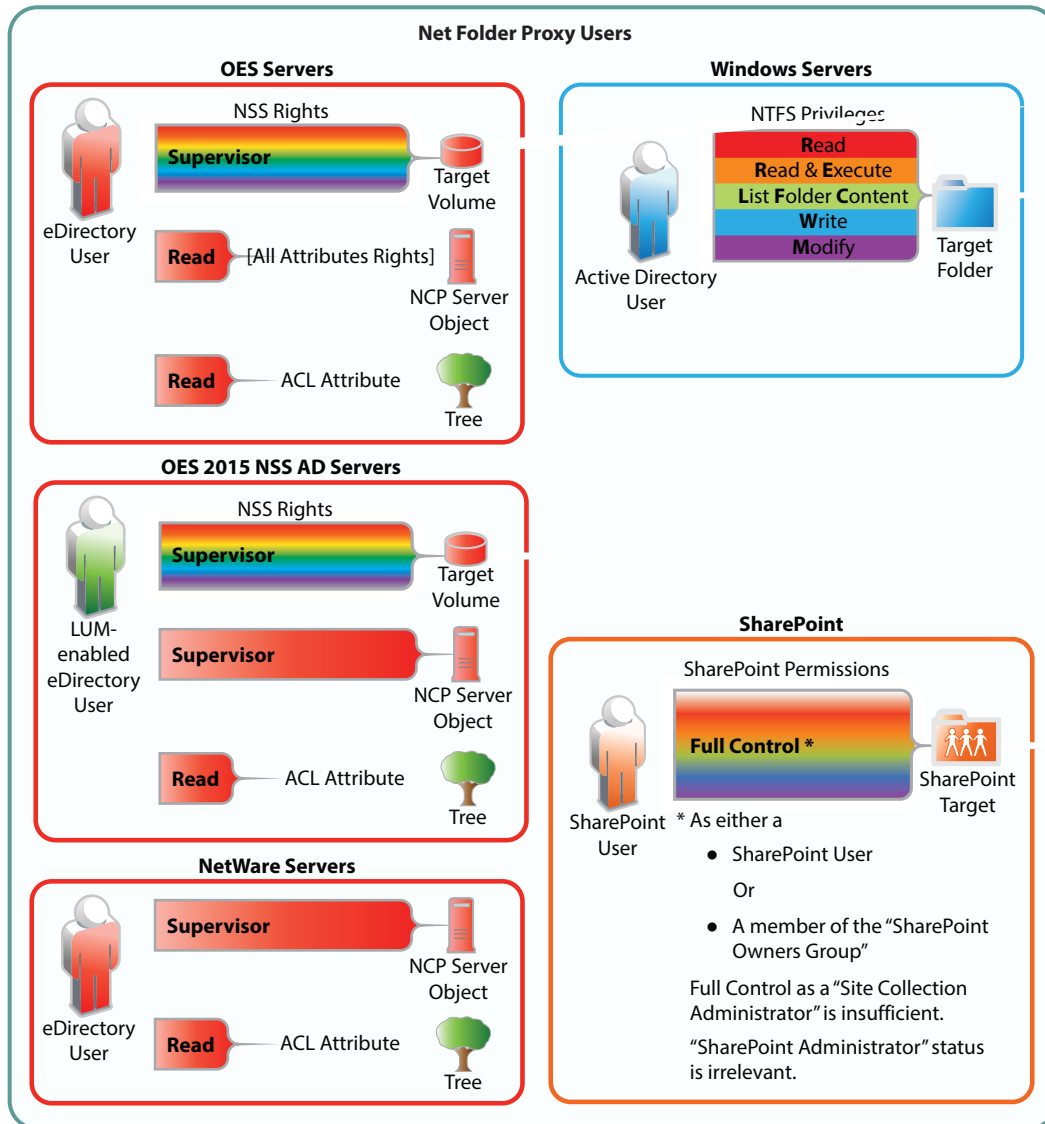 Net Folder Proxy Users
OES Servers
NSS Rights
Supervisor
Target
Volume
eDirectory
User
Read
[All Attributes Rights]
NCP Server
Object
Read
ACL Attribute
Tree
Windows Servers
NTFS Privileges
Read
Read & Execute
List Folder Content
Write
Modify
Active Directory
User
Target
Folder
OES 2015 NSS AD Servers
NSS Rights
Supervisor
Target
Volume
LUM-
enabled
eDirectory
User
Supervisor
NCP Server
Object
Read
ACL Attribute
Tree
SharePoint
SharePoint Permissions
Full Control *
SharePoint
User
SharePoint
Target
* As either a
● SharePoint User
Or
● A member of the “SharePoint
Owners Group”
Full Control as a “Site Collection
Administrator” is insufficient.
“SharePoint Administrator” status
is irrelevant.
NetWare Servers
Supervisor
NCP Server
Object
eDirectory
User
Read
ACL Attribute
Tree